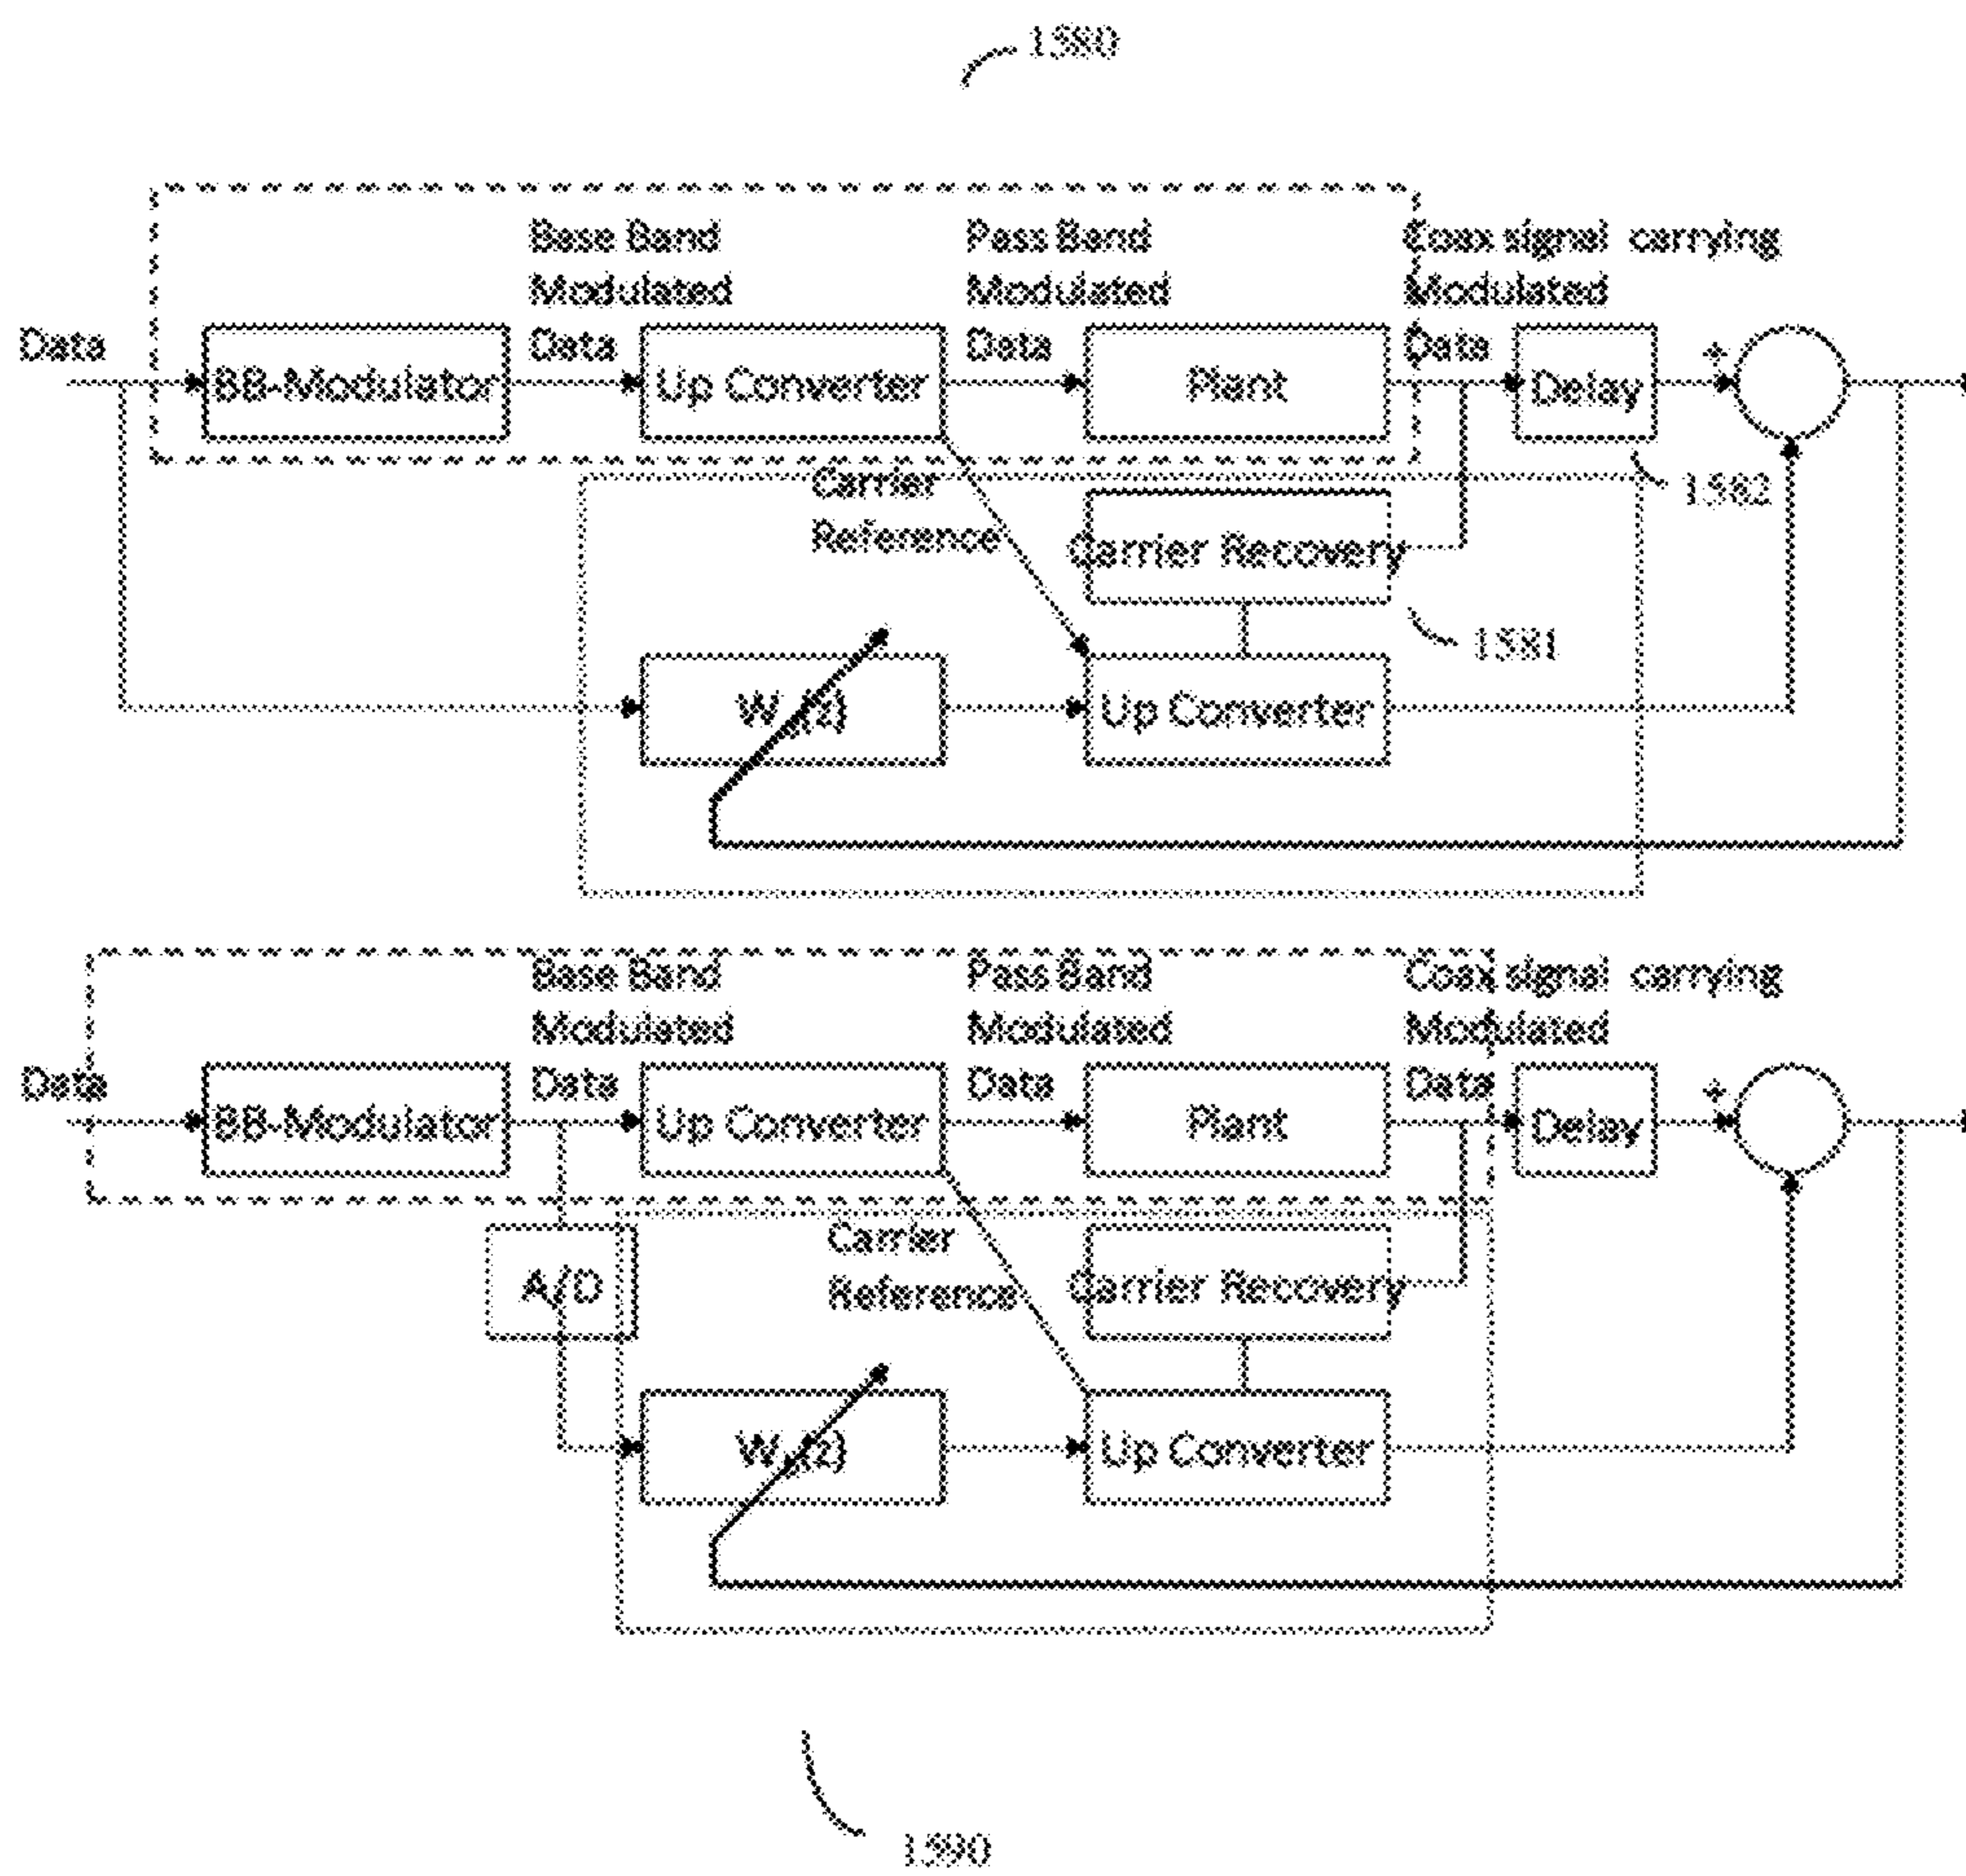 1580
Base Band Modulated Data
Pass Band Modulated Data
Coax signal carrying Modulated Data
Data
BB-Modulator
Up Converter
Plant
Delay
+
1582
Carrier Reference
Carrier Recovery
1581
Up Converter
Base Band Modulated Data
Pass Band Modulated Data
Coax signal carrying Modulated Data
Data
BB-Modulator
Up Converter
Plant
Delay
+
A/D
Carrier Reference
Carrier Recovery
Up Converter
1590